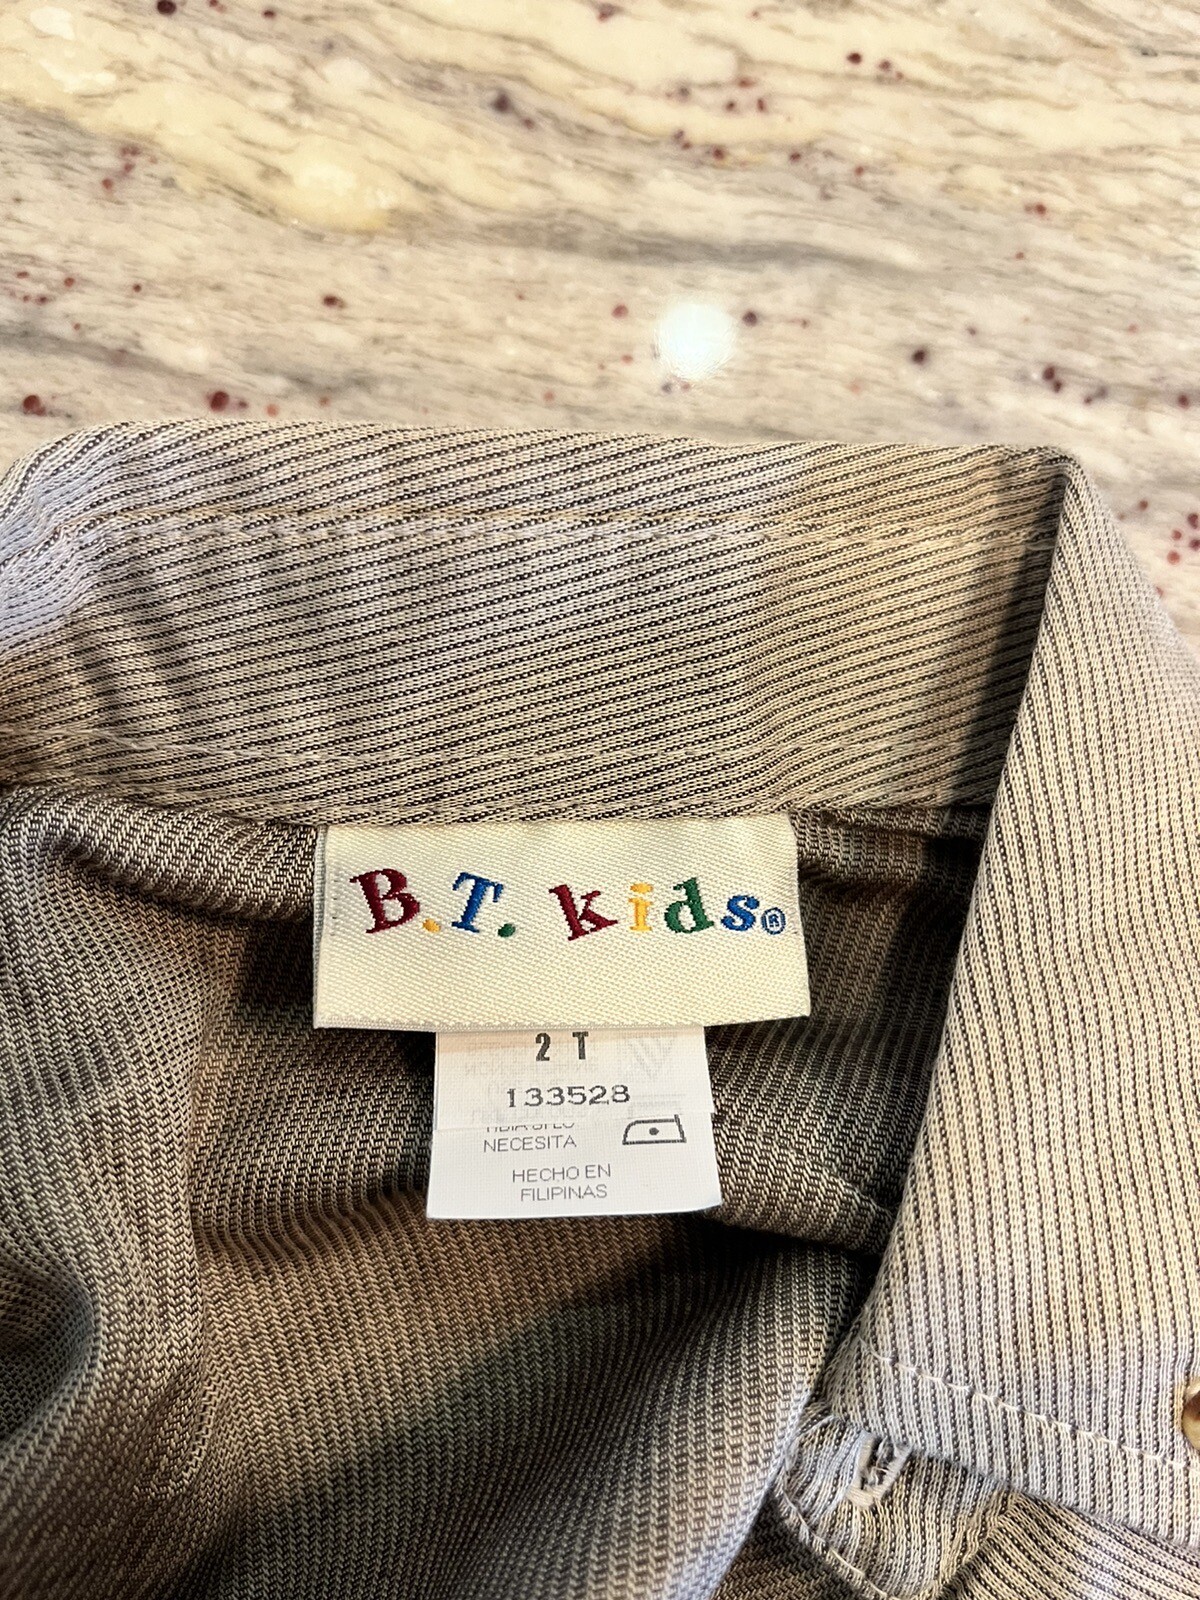 B.T. kids®
2 T
133528
NECESITA
HECHO EN
FILIPINAS